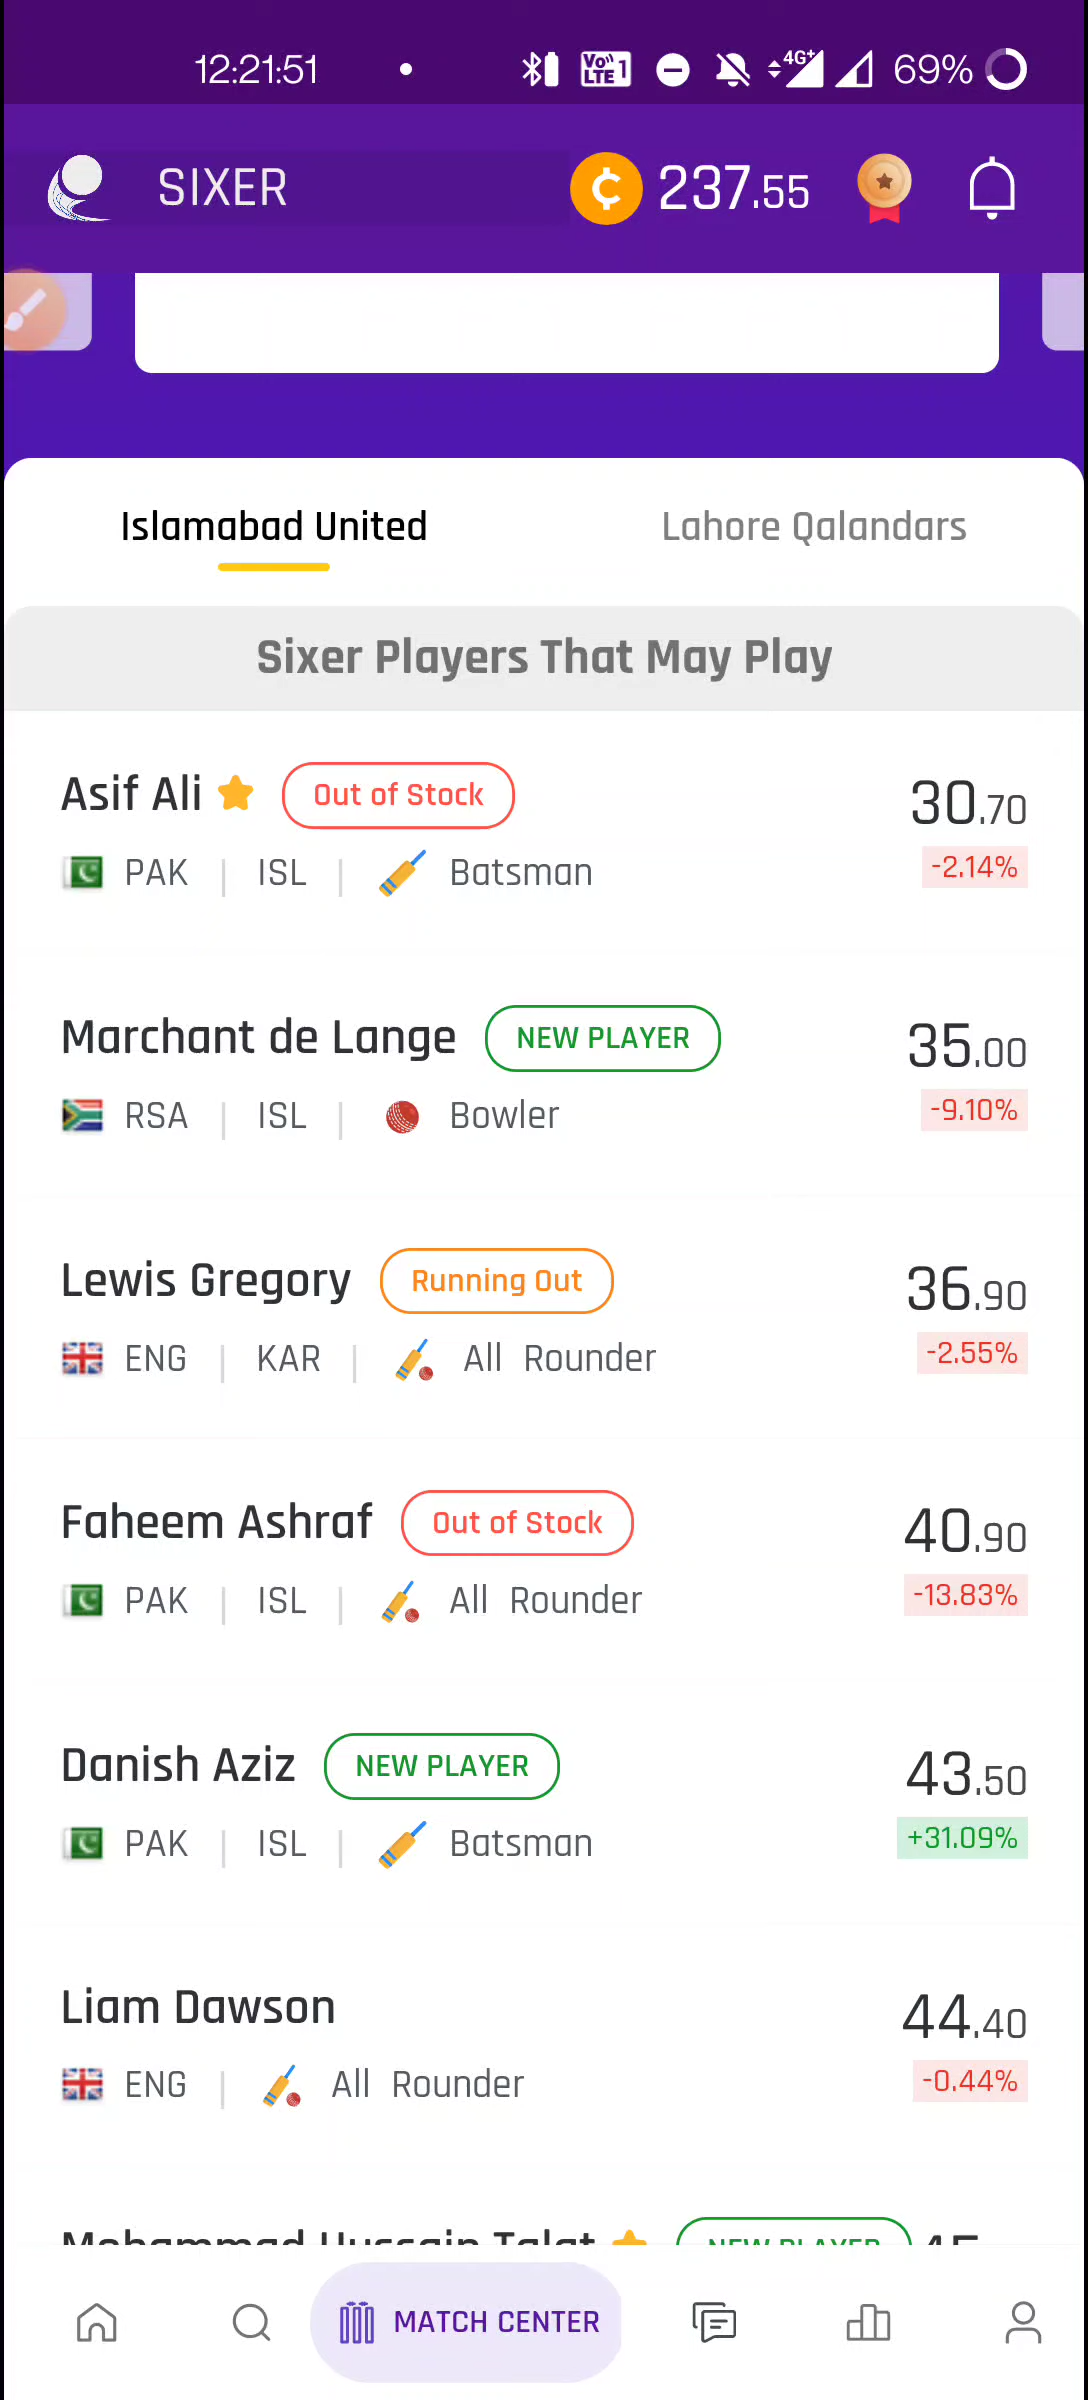 12:21:51
Vo LTE 1 4G+ 69%
SIXER
237.55
Islamabad United
Lahore Qalandars
Sixer Players That May Play
Asif Ali Out of Stock 30.70
PAK | ISL | Batsman -2.14%
Marchant de Lange NEW PLAYER 35.00
RSA | ISL | Bowler -9.10%
Lewis Gregory Running Out 36.90
ENG | KAR | All Rounder -2.55%
Faheem Ashraf Out of Stock 40.90
PAK | ISL | All Rounder -13.83%
Danish Aziz NEW PLAYER 43.50
PAK | ISL | Batsman +31.09%
Liam Dawson 44.40
ENG | All Rounder -0.44%
Mohammad Hussain Talat NEW PLAYER 45
MATCH CENTER